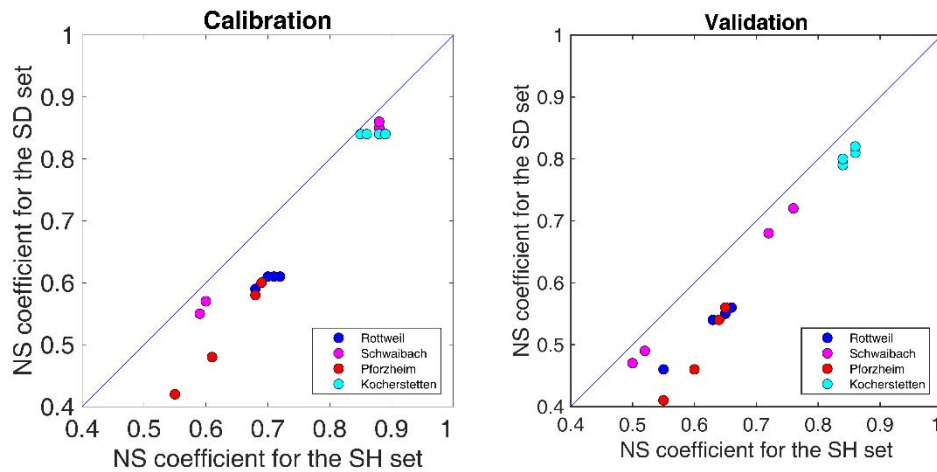 Calibration
NS coefficient for the SD set
1
0.9
0.8
0.7
0.6
0.5
0.4
0.4 0.5 0.6 0.7 0.8 0.9 1
NS coefficient for the SH set
Rottweil
Schwaibach
Pforzheim
Kocherstetten
Validation
NS coefficient for the SD set
1
0.9
0.8
0.7
0.6
0.5
0.4
0.4 0.5 0.6 0.7 0.8 0.9 1
NS coefficient for the SH set
Rottweil
Schwaibach
Pforzheim
Kocherstetten